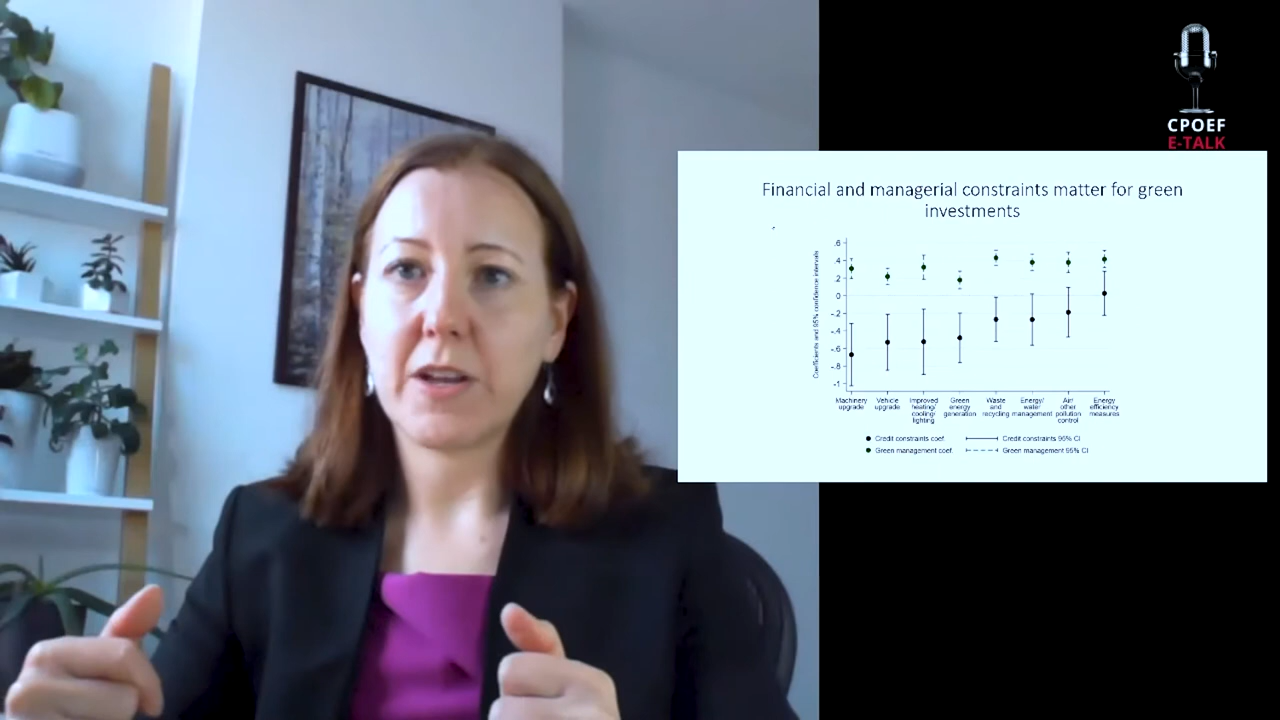 CPOEF
E-TALK
Financial and managerial constraints matter for green
investments
Coefficients and 95% confidence intervals
.6
.4
.2
0
-.2
-.4
-.6
-.8
-1
Machinery upgrade
Vehicle upgrade
Improved heating/ cooling/ lighting
Green energy generation
Waste and recycling
Energy/ water management
Air/ other pollution control
Energy efficiency measures
Credit constraints coef.
Credit constraints 95% CI
Green management coef.
Green management 95% CI